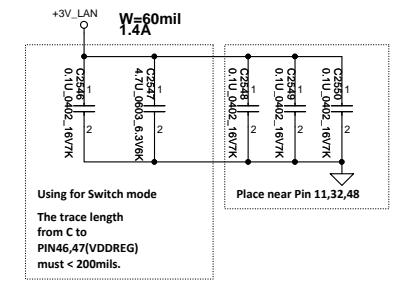 +3V_LAN
W=60mil
1.4A
C2546
0.1U_0402_16V7K
1
2
C2547
4.7U_0603_6.3V6K
1
2
C2548
0.1U_0402_16V7K
1
2
C2549
0.1U_0402_16V7K
1
2
C2550
0.1U_0402_16V7K
1
2
Using for Switch mode
The trace length
from C to
PIN46,47(VDDREG)
must < 200mils.
Place near Pin 11,32,48